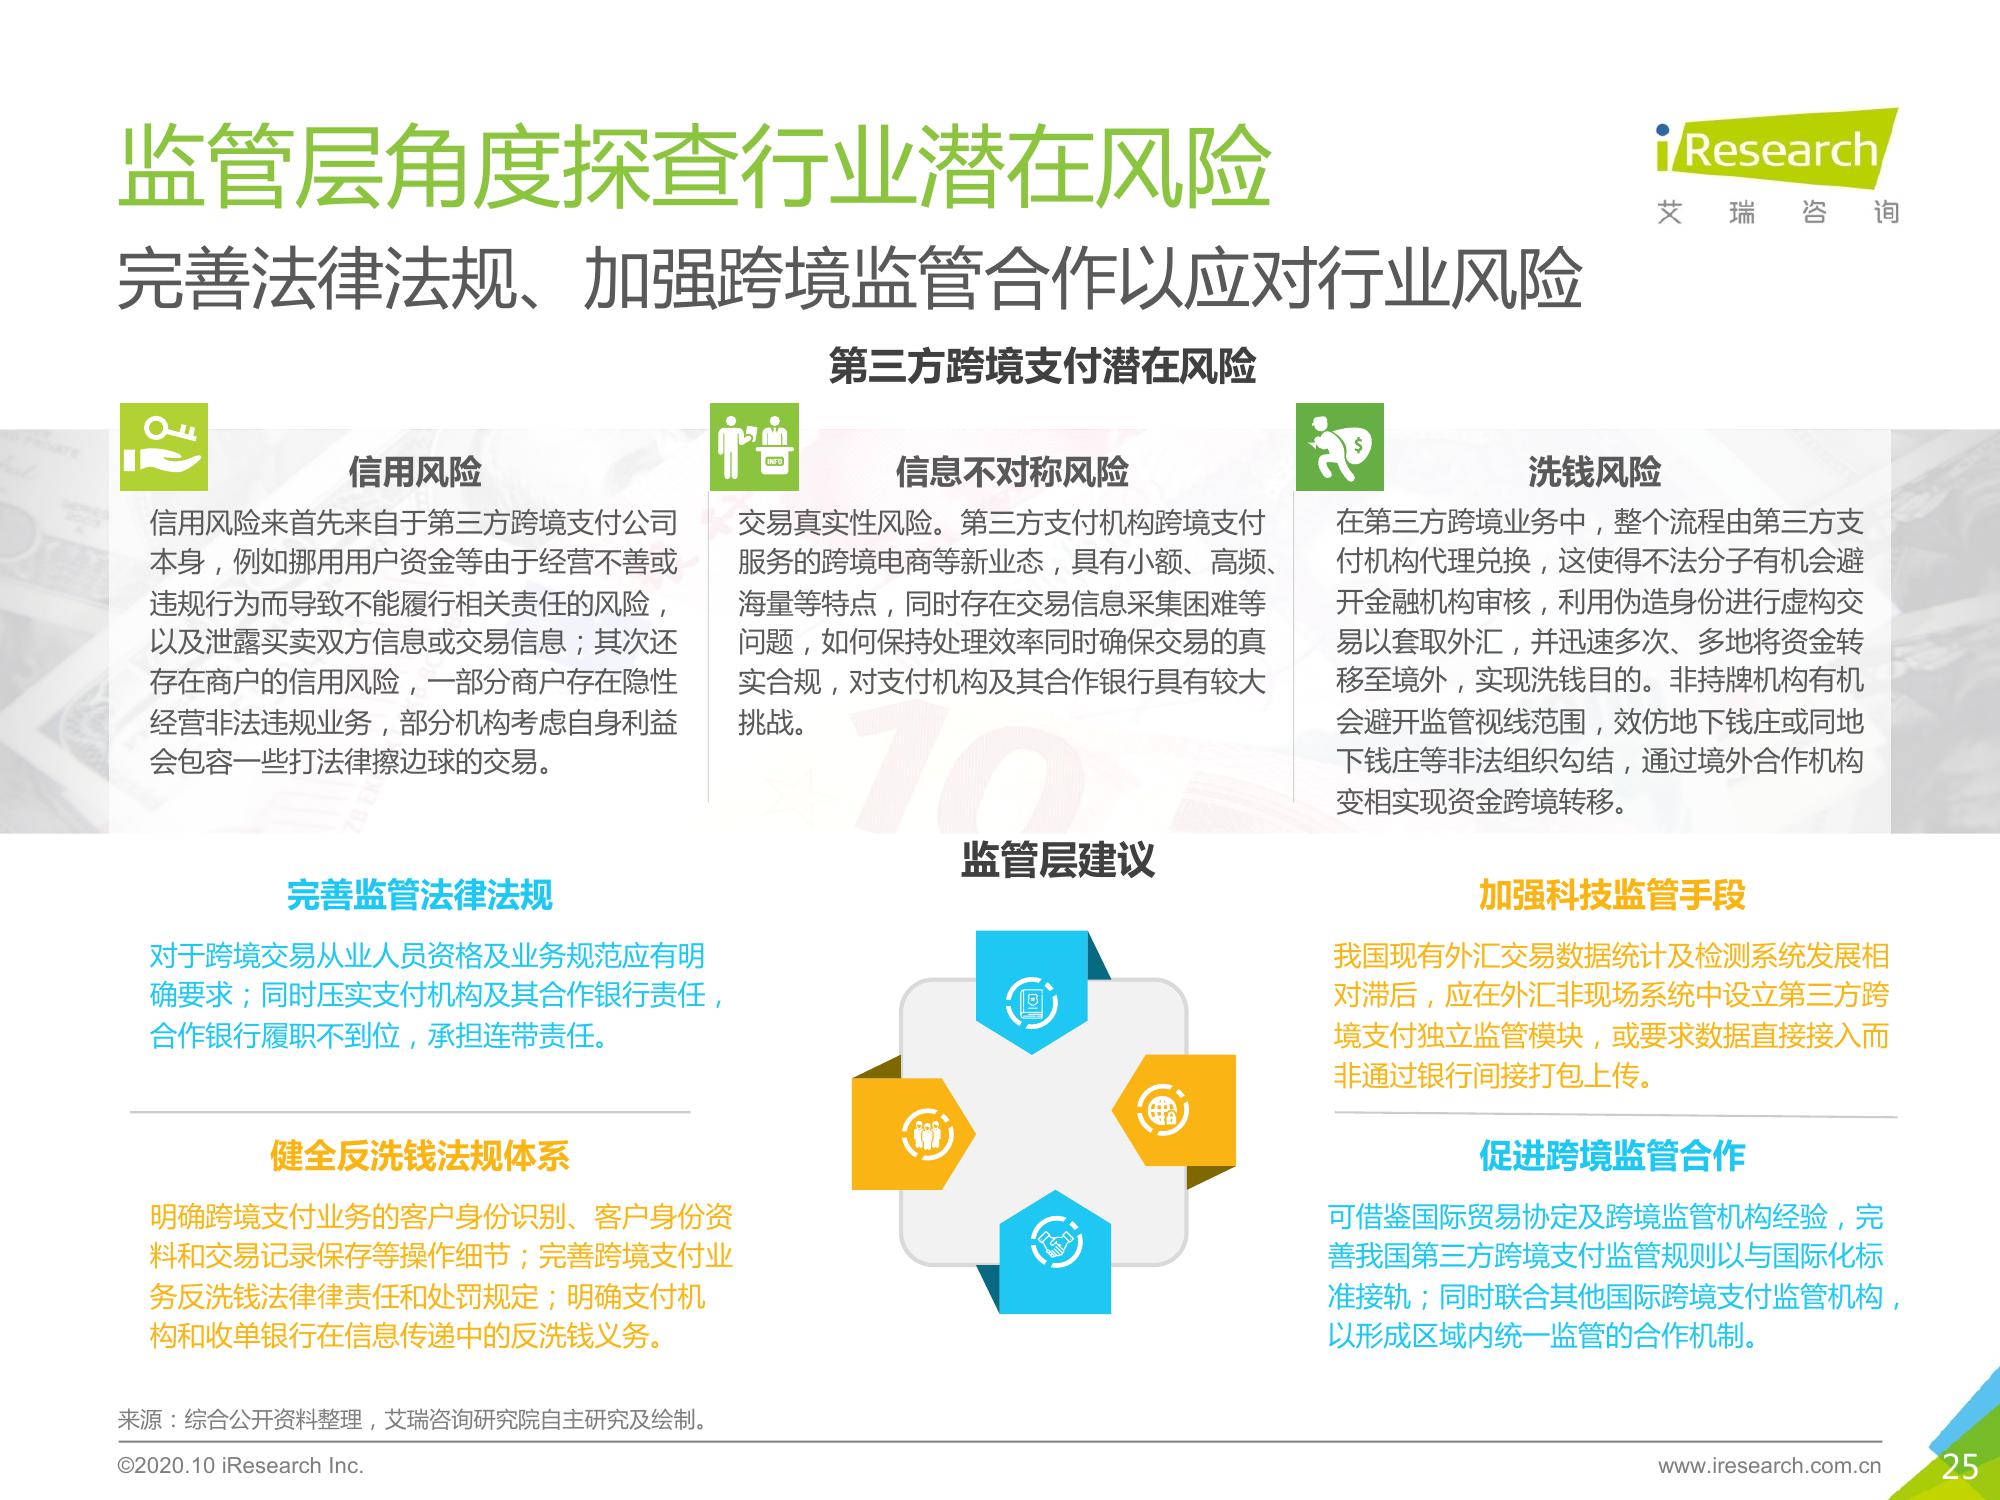 监管层角度探查行业潜在风险
iResearch
艾瑞咨询
完善法律法规、加强跨境监管合作以应对行业风险
第三方跨境支付潜在风险
信用风险
信用风险来首先来自于第三方跨境支付公司
本身，例如挪用用户资金等由于经营不善或
违规行为而导致不能履行相关责任的风险，
以及泄露买卖双方信息或交易信息；其次还
存在商户的信用风险，一部分商户存在隐性
经营非法违规业务，部分机构考虑自身利益
会包容一些打法律擦边球的交易。
INFO
信息不对称风险
交易真实性风险。第三方支付机构跨境支付
服务的跨境电商等新业态，具有小额、高频、
海量等特点，同时存在交易信息采集困难等
问题，如何保持处理效率同时确保交易的真
实合规，对支付机构及其合作银行具有较大
挑战。
$
洗钱风险
在第三方跨境业务中，整个流程由第三方支
付机构代理兑换，这使得不法分子有机会避
开金融机构审核，利用伪造身份进行虚构交
易以套取外汇，并迅速多次、多地将资金转
移至境外，实现洗钱目的。非持牌机构有机
会避开监管视线范围，效仿地下钱庄或同地
下钱庄等非法组织勾结，通过境外合作机构
变相实现资金跨境转移。
10
监管层建议
完善监管法律法规
对于跨境交易从业人员资格及业务规范应有明
确要求；同时压实支付机构及其合作银行责任，
合作银行履职不到位，承担连带责任。
加强科技监管手段
我国现有外汇交易数据统计及检测系统发展相
对滞后，应在外汇非现场系统中设立第三方跨
境支付独立监管模块，或要求数据直接接入而
非通过银行间接打包上传。
健全反洗钱法规体系
明确跨境支付业务的客户身份识别、客户身份资
料和交易记录保存等操作细节；完善跨境支付业
务反洗钱法律律责任和处罚规定；明确支付机
构和收单银行在信息传递中的反洗钱义务。
促进跨境监管合作
可借鉴国际贸易协定及跨境监管机构经验，完
善我国第三方跨境支付监管规则以与国际化标
准接轨；同时联合其他国际跨境支付监管机构，
以形成区域内统一监管的合作机制。
来源：综合公开资料整理，艾瑞咨询研究院自主研究及绘制。
©2020.10 iResearch Inc.
www.iresearch.com.cn
25